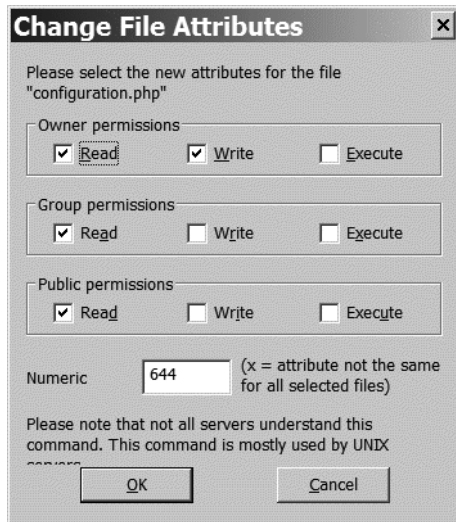 Change File Attributes
Please select the new attributes for the file
"configuration.php"
Owner permissions
Read Write Execute
Group permissions
Read Write Execute
Public permissions
Read Write Execute
Numeric 644 (x = attribute not the same
for all selected files)
Please note that not all servers understand this
command. This command is mostly used by UNIX
OK Cancel